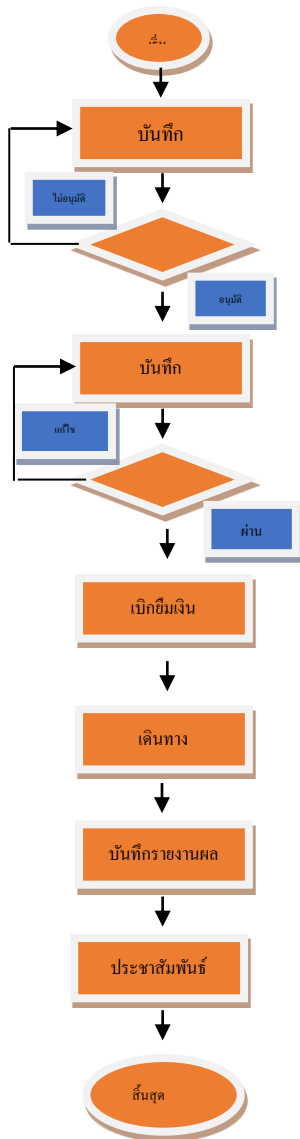 บันทึก
ไม่อนุมัติ
อนุมัติ
บันทึก
แก้ไข
ผ่าน
เบิกยืมเงิน
เดินทาง
บันทึกรายงานผล
ประชาสัมพันธ์
สิ้นสุด